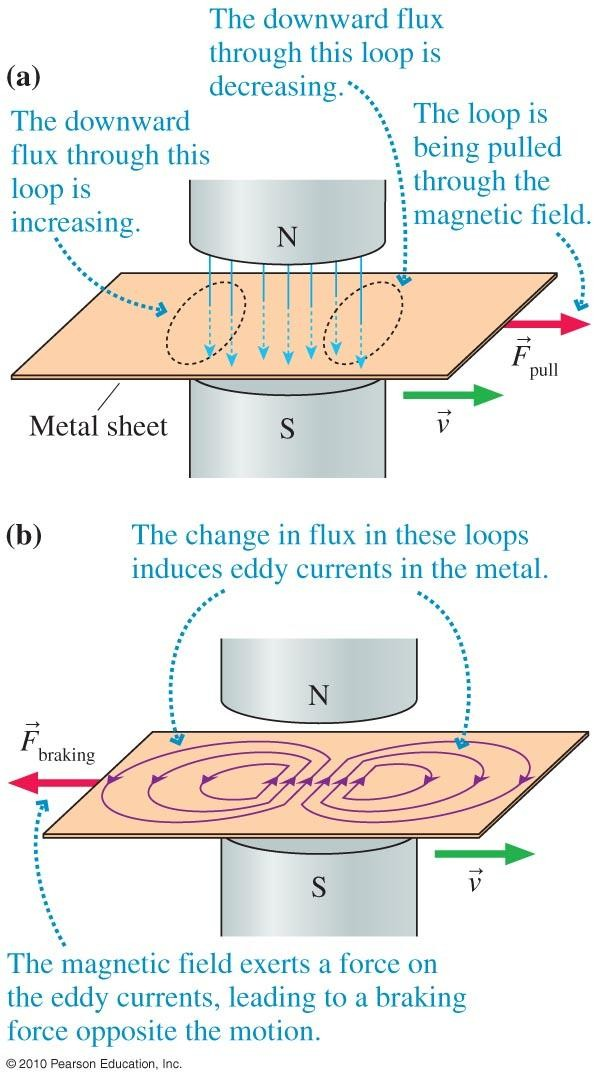 The downward flux
through this loop is
decreasing.
(a)
The downward
flux through this
loop is
increasing.
The loop is
being pulled
through the
magnetic field.
N
F⃗pull
Metal sheet
S
v⃗
(b)
The change in flux in these loops
induces eddy currents in the metal.
N
F⃗braking
S
v⃗
The magnetic field exerts a force on
the eddy currents, leading to a braking
force opposite the motion.
© 2010 Pearson Education, Inc.